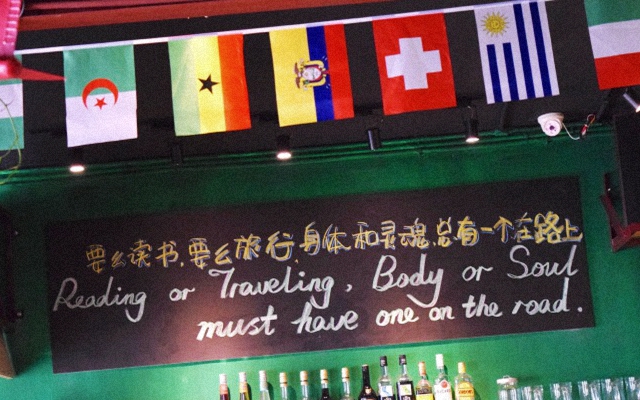 要么读书,要么旅行,身体和灵魂,总有一个在路上
Reading or Traveling, Body or Soul
must have one on the road.